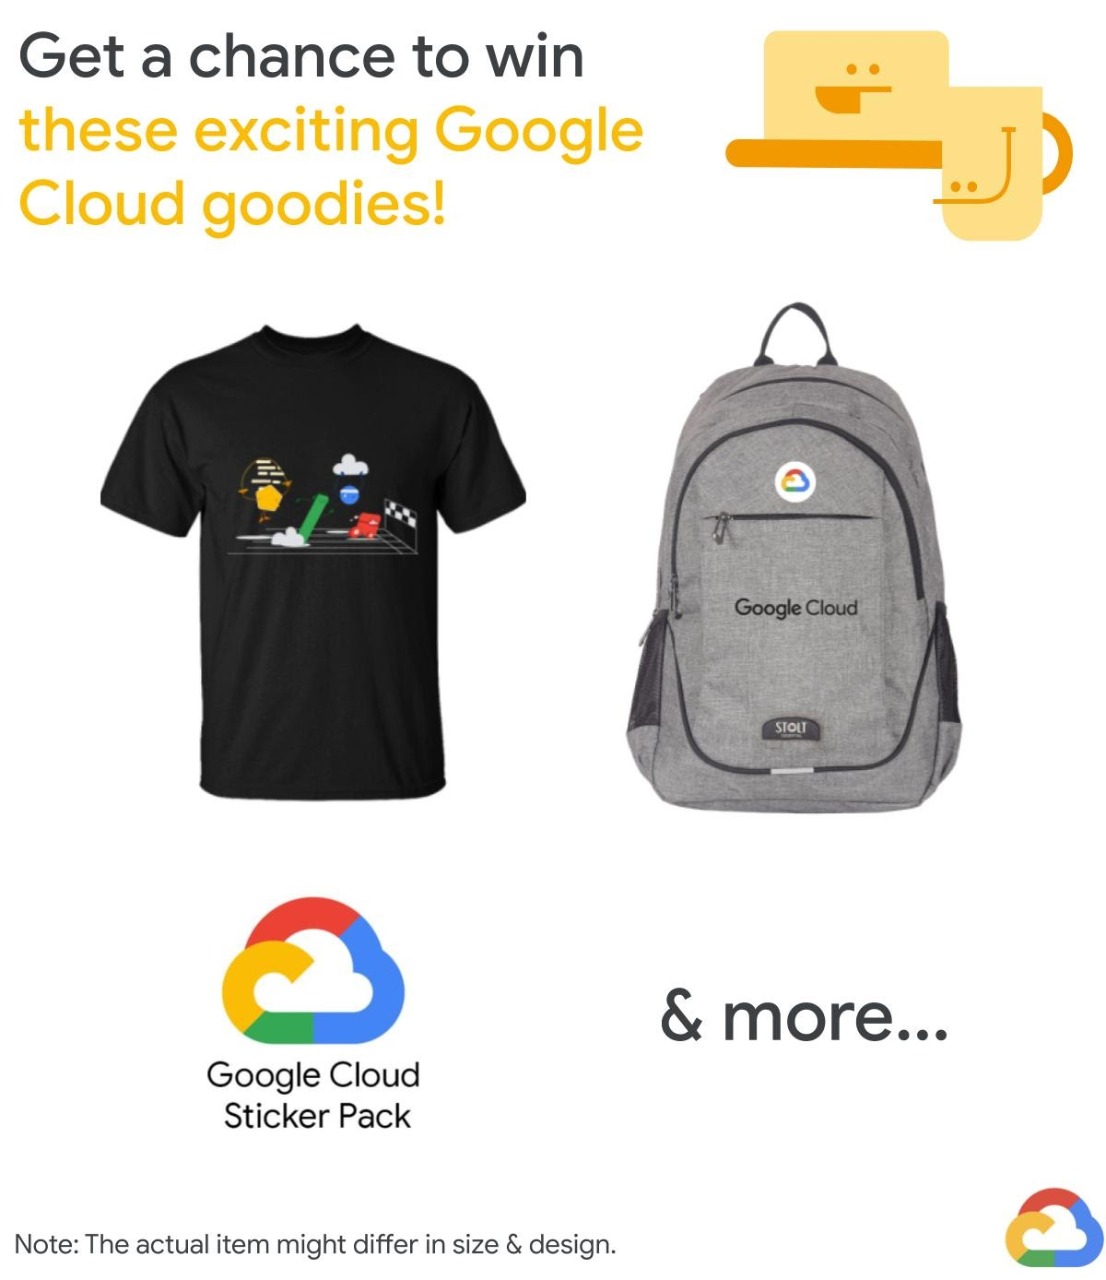 Get a chance to win
these exciting Google
Cloud goodies!
Google Cloud
STOLT
Google Cloud
Sticker Pack
& more...
Note: The actual item might differ in size & design.